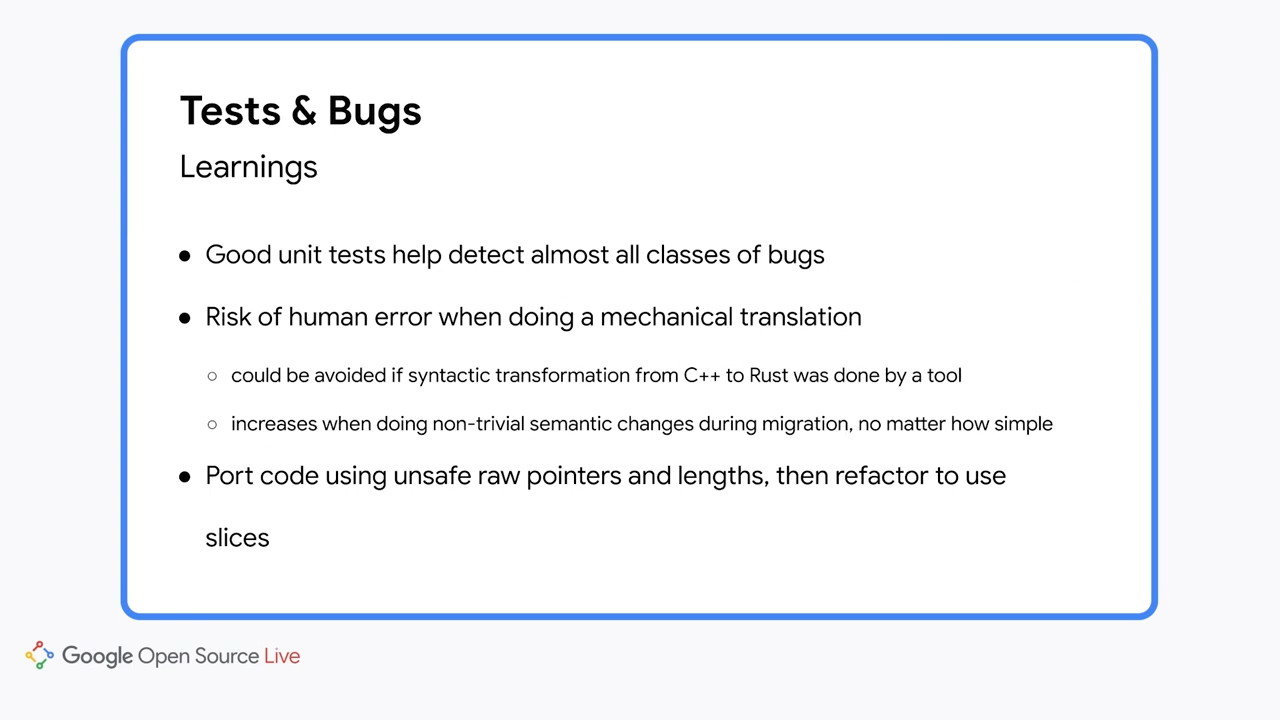 Tests & Bugs
Learnings
● Good unit tests help detect almost all classes of bugs
● Risk of human error when doing a mechanical translation
○ could be avoided if syntactic transformation from C++ to Rust was done by a tool
○ increases when doing non-trivial semantic changes during migration, no matter how simple
● Port code using unsafe raw pointers and lengths, then refactor to use
slices
Google Open Source Live